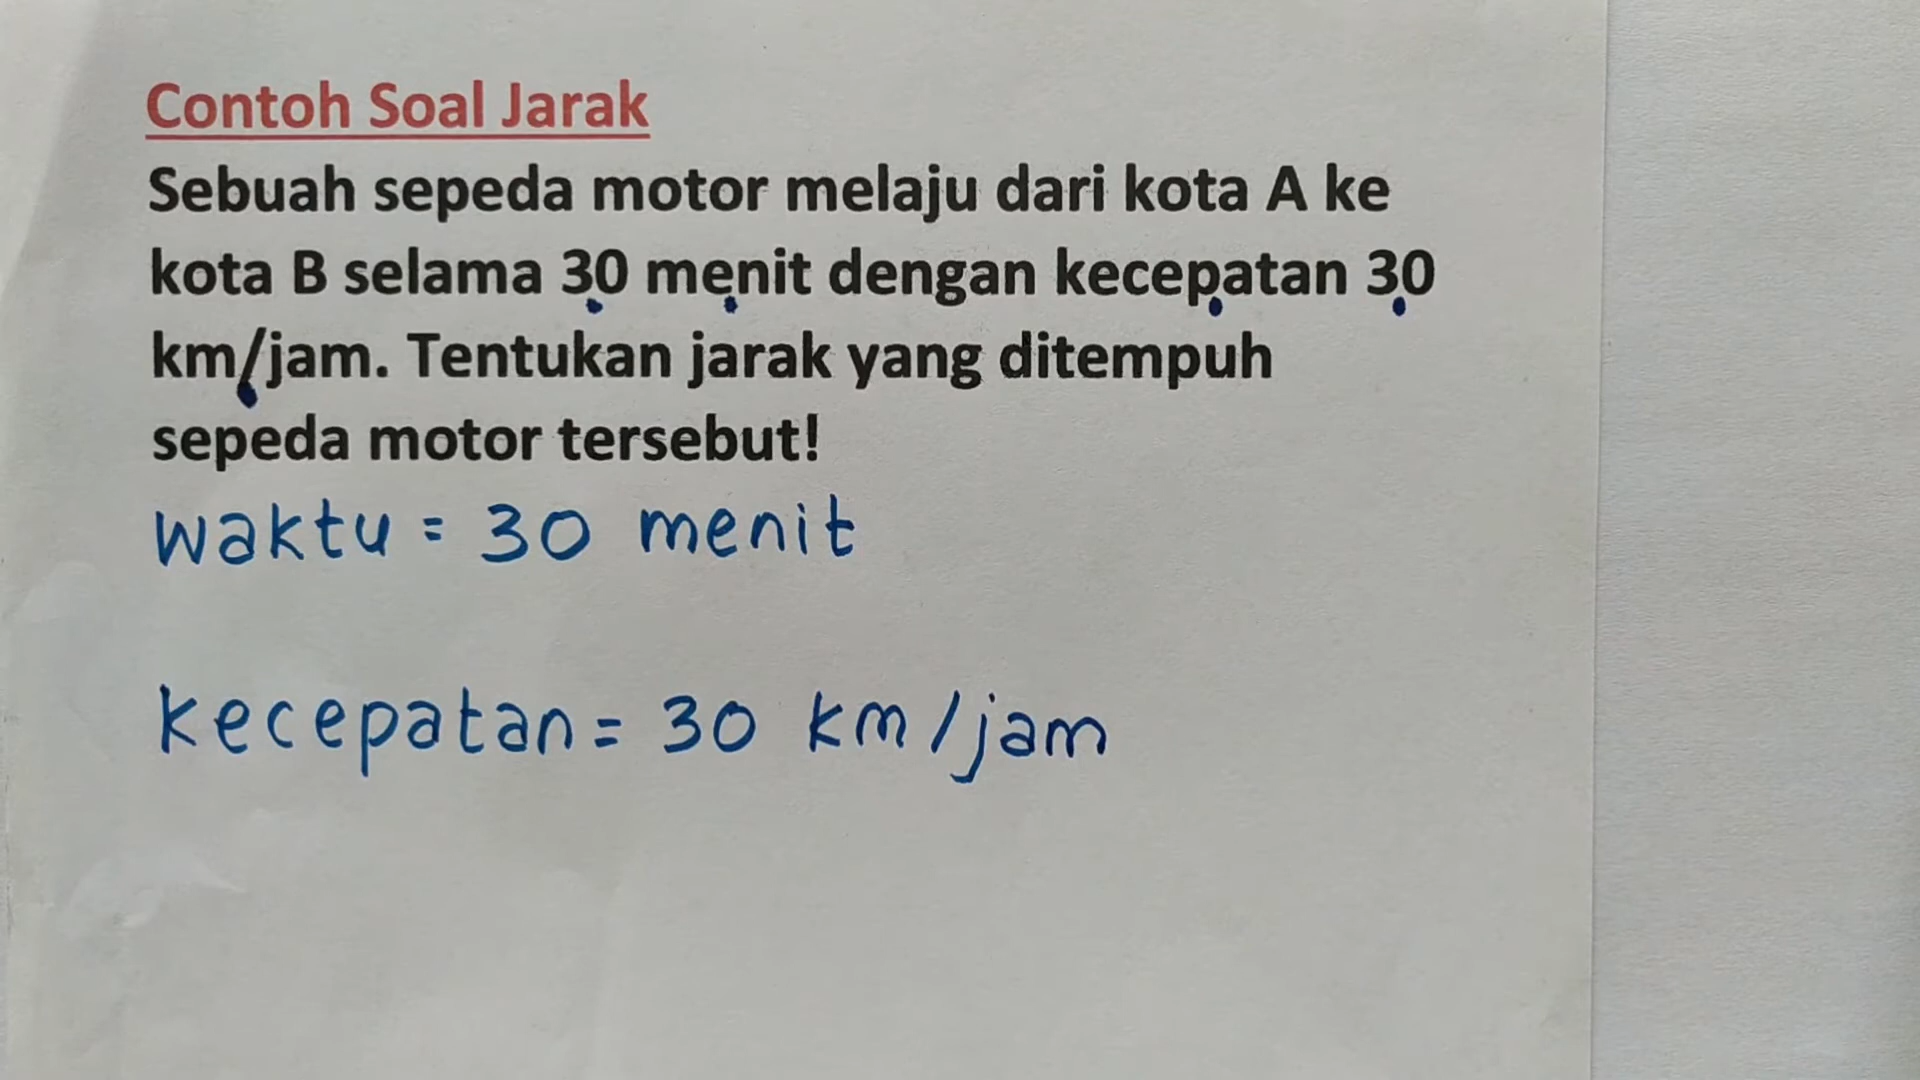 Contoh Soal Jarak
Sebuah sepeda motor melaju dari kota A ke
kota B selama 30 menit dengan kecepatan 30
km/jam. Tentukan jarak yang ditempuh
sepeda motor tersebut!
waktu = 30 menit
kecepatan = 30 km/jam